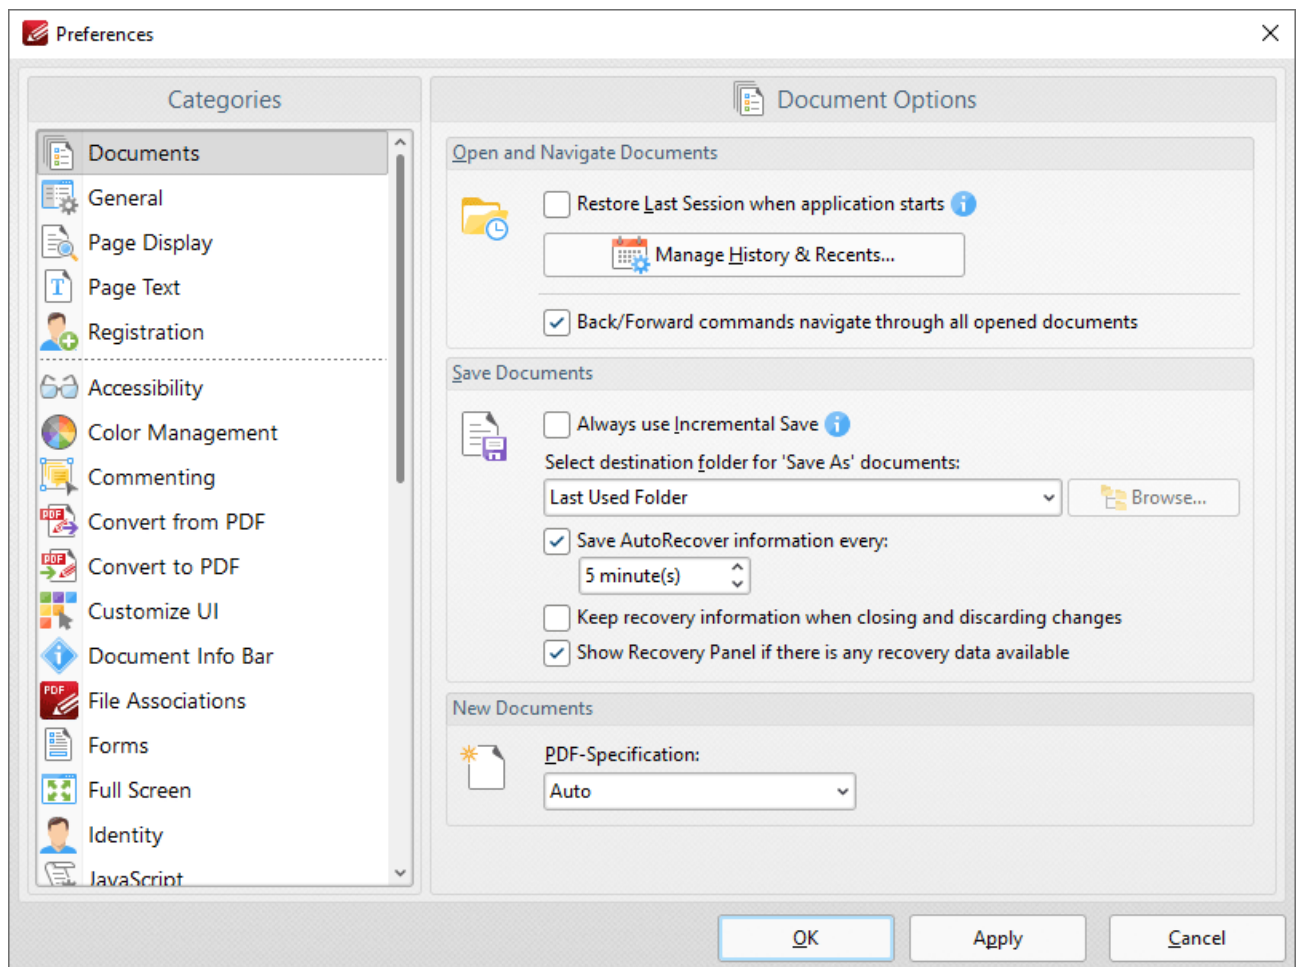 Preferences
Categories
Documents
General
Page Display
Page Text
Registration
Accessibility
Color Management
Commenting
Convert from PDF
Convert to PDF
Customize UI
Document Info Bar
File Associations
Forms
Full Screen
Identity
JavaScript
Document Options
Open and Navigate Documents
Restore Last Session when application starts
Manage History & Recents...
Back/Forward commands navigate through all opened documents
Save Documents
Always use Incremental Save
Select destination folder for 'Save As' documents:
Last Used Folder
Browse...
Save AutoRecover information every:
5 minute(s)
Keep recovery information when closing and discarding changes
Show Recovery Panel if there is any recovery data available
New Documents
PDF-Specification:
Auto
OK
Apply
Cancel